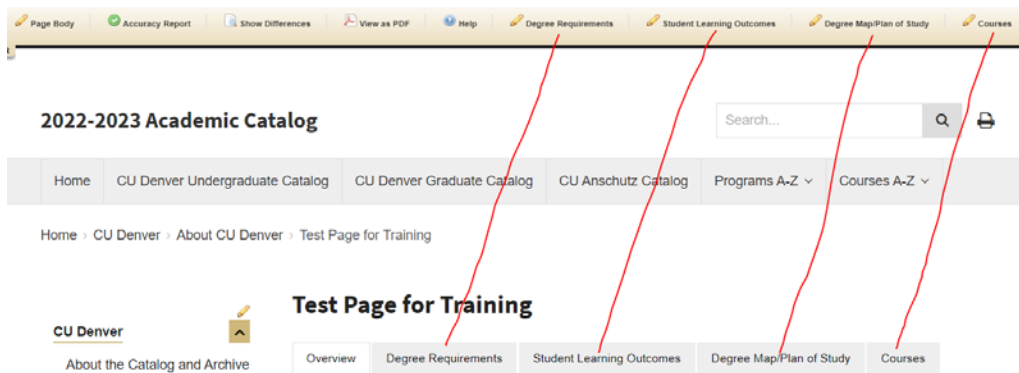 Page Body Accuracy Report Show Differences View as PDF Help Degree Requirements Student Learning Outcomes Degree Map/Plan of Study Courses
2022-2023 Academic Catalog Search...
Home CU Denver Undergraduate Catalog CU Denver Graduate Catalog CU Anschutz Catalog Programs A-Z Courses A-Z
Home › CU Denver › About CU Denver › Test Page for Training
Test Page for Training
CU Denver
About the Catalog and Archive
Overview Degree Requirements Student Learning Outcomes Degree Map/Plan of Study Courses